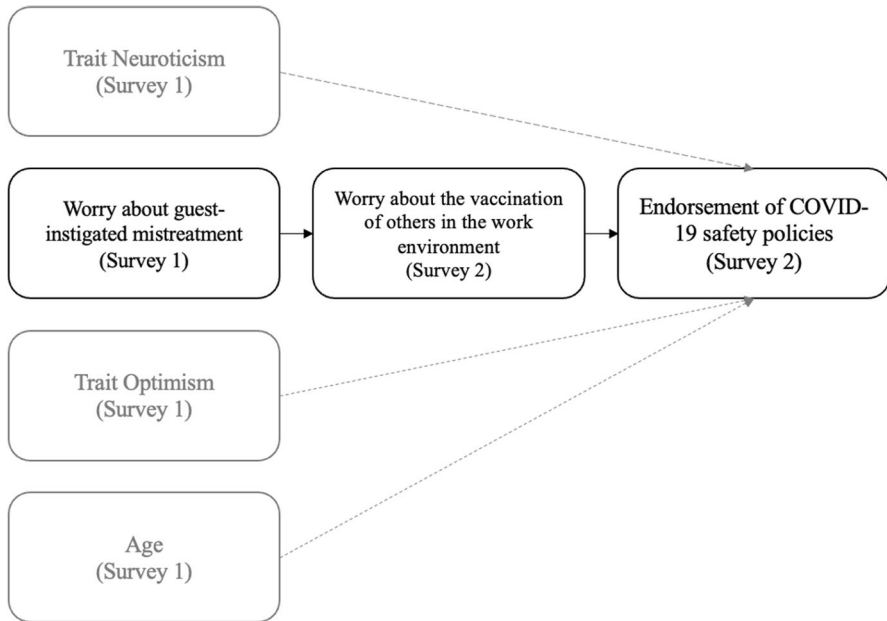 Trait Neuroticism
(Survey 1)
Worry about guest-
instigated mistreatment
(Survey 1)
Worry about the vaccination
of others in the work
environment
(Survey 2)
Endorsement of COVID-
19 safety policies
(Survey 2)
Trait Optimism
(Survey 1)
Age
(Survey 1)